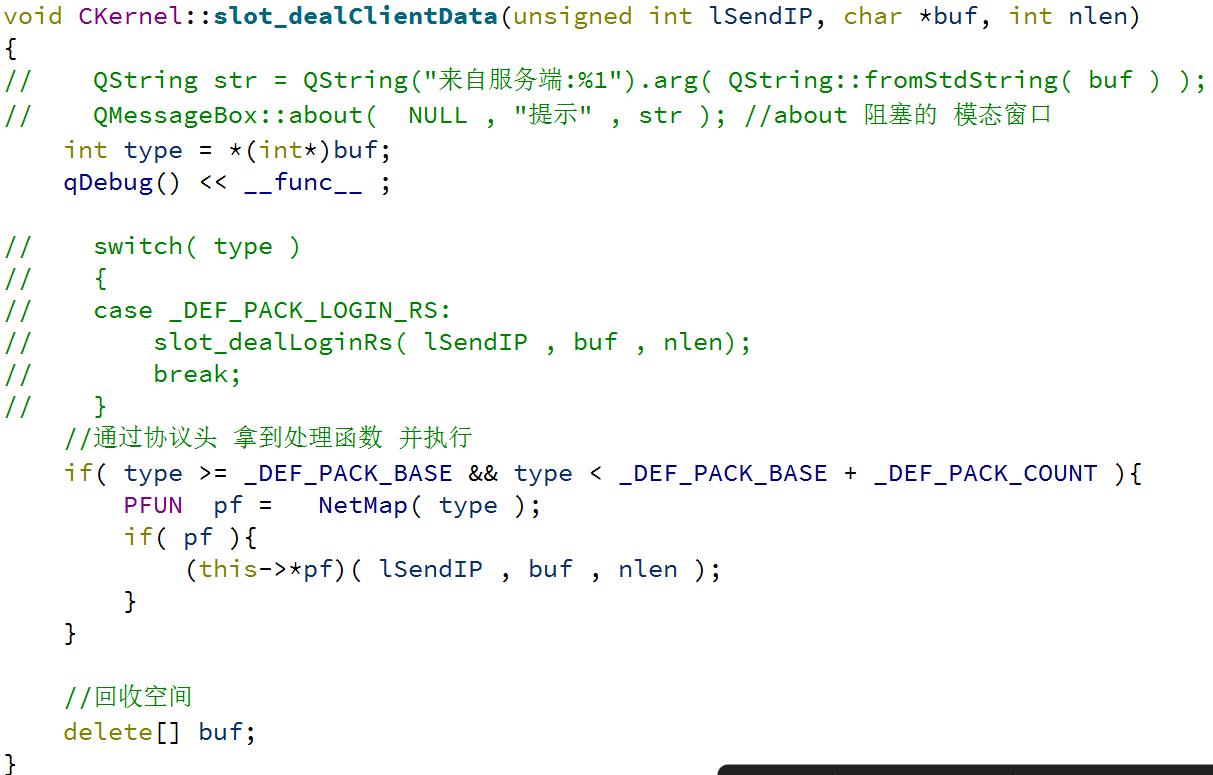 void CKernel::slot_dealClientData(unsigned int lSendIP, char *buf, int nlen)
{
//    QString str = QString("来自服务端:%1").arg( QString::fromStdString( buf ) );
//    QMessageBox::about(  NULL , "提示" , str ); //about 阻塞的 模态窗口
    int type = *(int*)buf;
    qDebug() << __func__ ;
//    switch( type )
//    {
//    case _DEF_PACK_LOGIN_RS:
//        slot_dealLoginRs( lSendIP , buf , nlen);
//        break;
//    }
    //通过协议头 拿到处理函数 并执行
    if( type >= _DEF_PACK_BASE && type < _DEF_PACK_BASE + _DEF_PACK_COUNT ){
        PFUN  pf =   NetMap( type );
        if( pf ){
            (this->*pf)( lSendIP , buf , nlen );
        }
    }
    //回收空间
    delete[] buf;
}